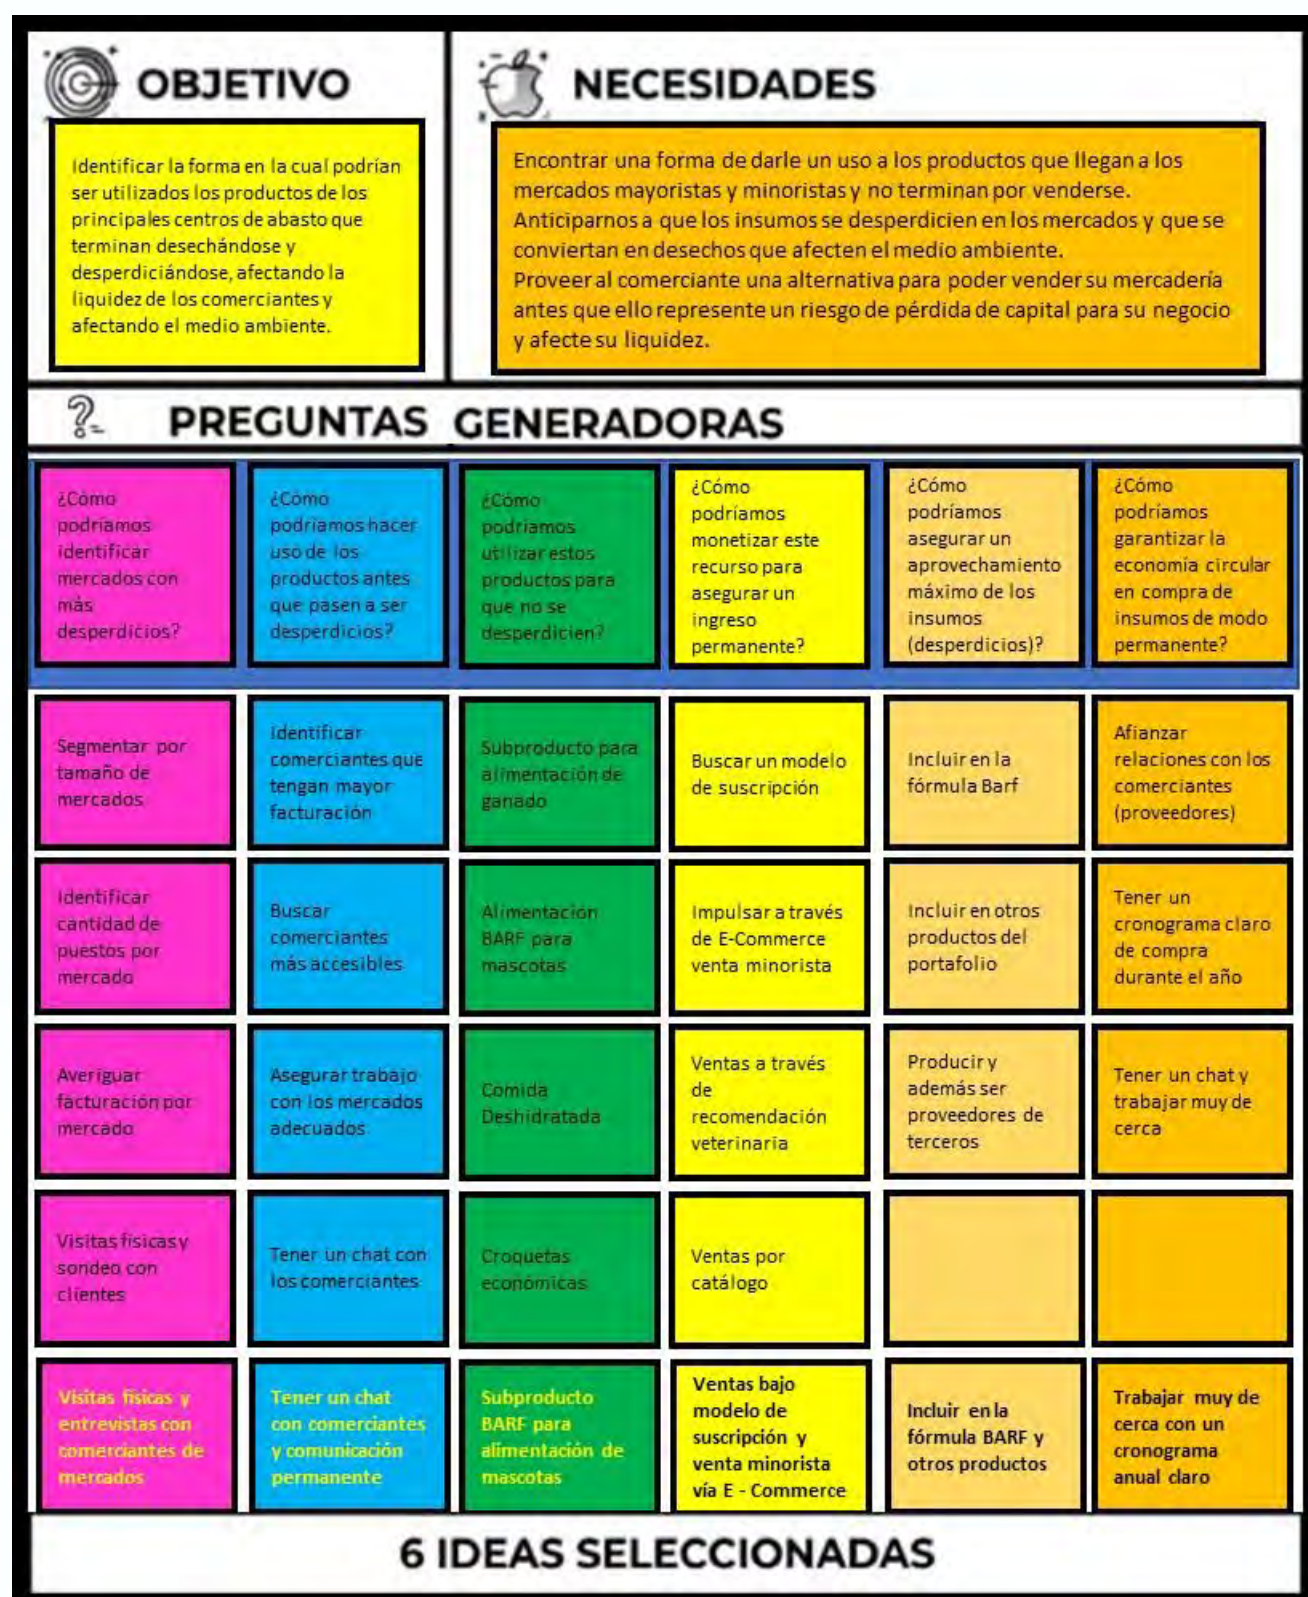 OBJETIVO
Identificar la forma en la cual podrían
ser utilizados los productos de los
principales centros de abasto que
terminan desechándose y
desperdiciándose, afectando la
liquidez de los comerciantes y
afectando el medio ambiente.
NECESIDADES
Encontrar una forma de darle un uso a los productos que llegan a los
mercados mayoristas y minoristas y no terminan por venderse.
Anticiparnos a que los insumos se desperdicien en los mercados y que se
conviertan en desechos que afecten el medio ambiente.
Proveer al comerciante una alternativa para poder vender su mercadería
antes que ello represente un riesgo de pérdida de capital para su negocio
y afecte su liquidez.
PREGUNTAS GENERADORAS
¿Cómo
podríamos
identificar
mercados con
más
desperdicios?
¿Cómo
podríamos hacer
uso de los
productos antes
que pasen a ser
desperdicios?
¿Cómo
podríamos
utilizar estos
productos para
que no se
desperdicien?
¿Cómo
podríamos
monetizar este
recurso para
asegurar un
ingreso
permanente?
¿Cómo
podríamos
asegurar un
aprovechamiento
máximo de los
insumos
(desperdicios)?
¿Cómo
podríamos
garantizar la
economía circular
en compra de
insumos de modo
permanente?
Segmentar por
tamaño de
mercados
Identificar
comerciantes que
tengan mayor
facturación
Subproducto para
alimentación de
ganado
Buscar un modelo
de suscripción
Incluir en la
fórmula Barf
Afianzar
relaciones con los
comerciantes
(proveedores)
Identificar
cantidad de
puestos por
mercado
Buscar
comerciantes
más accesibles
Alimentación
BARF para
mascotas
Impulsar a través
de E-Commerce
venta minorista
Incluir en otros
productos del
portafolio
Tener un
cronograma claro
de compra
durante el año
Averiguar
facturación por
mercado
Asegurar trabajo
con los mercados
adecuados
Comida
Deshidratada
Ventas a través
de
recomendación
veterinaria
Producir y
además ser
proveedores de
terceros
Tener un chat y
trabajar muy de
cerca
Visitas físicas y
sondeo con
clientes
Tener un chat con
los comerciantes
Croquetas
económicas
Ventas por
catálogo
Visitas físicas y
entrevistas con
comerciantes de
mercados
Tener un chat
con comerciantes
y comunicación
permanente
Subproducto
BARF para
alimentación de
mascotas
Ventas bajo
modelo de
suscripción y
venta minorista
vía E - Commerce
Incluir en la
fórmula BARF y
otros productos
Trabajar muy de
cerca con un
cronograma
anual claro
6 IDEAS SELECCIONADAS